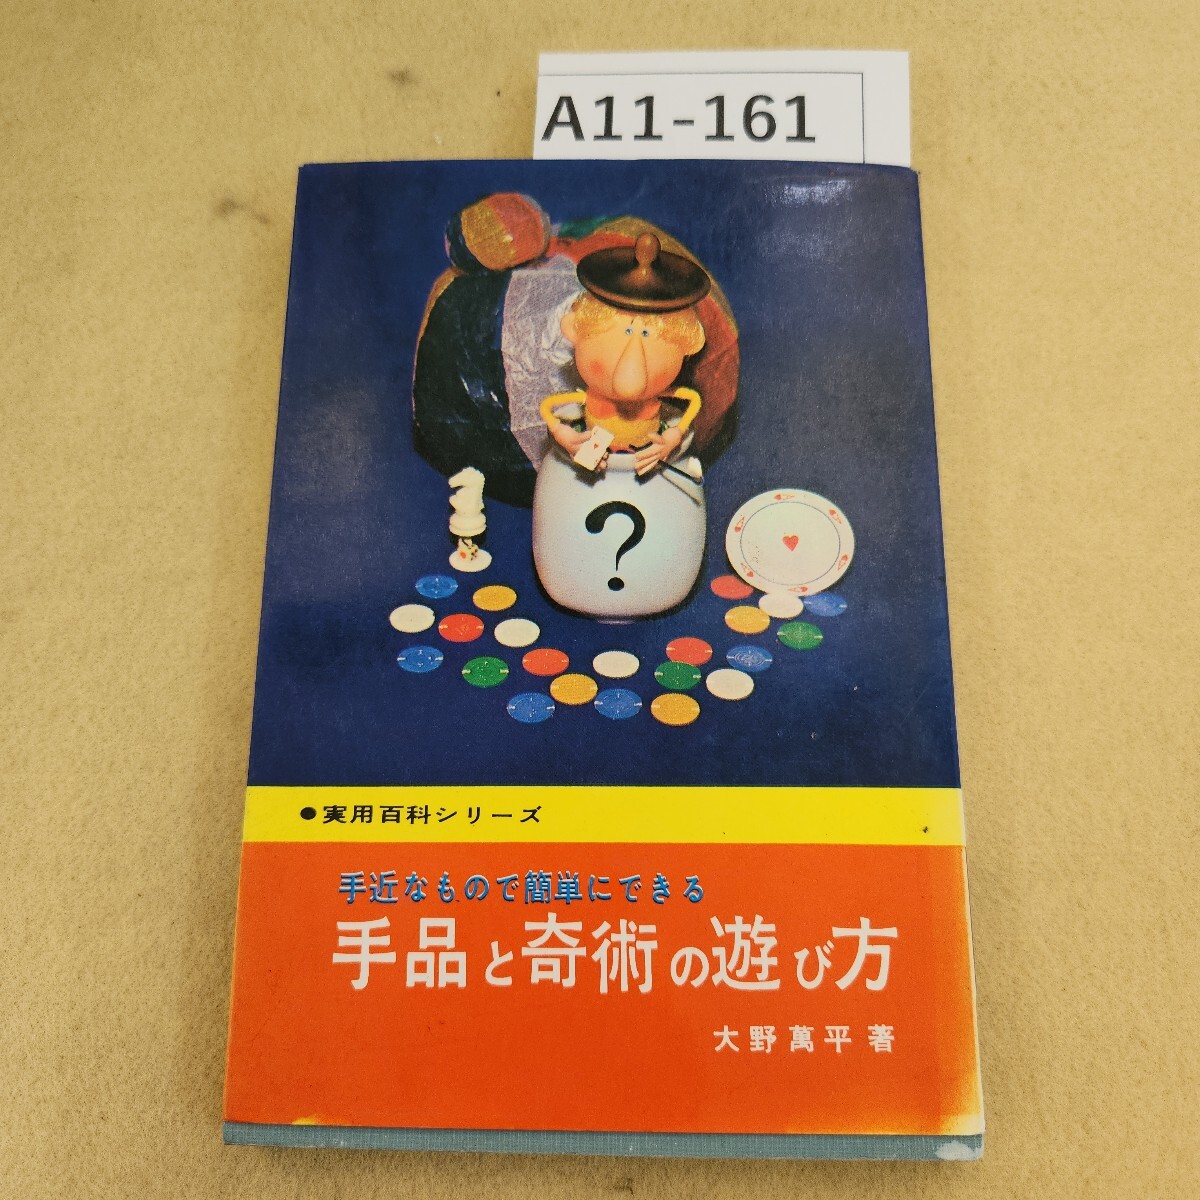 A11-161
?
●実用百科シリーズ
手近なもので簡単にできる
手品と奇術の遊び方
大野萬平著